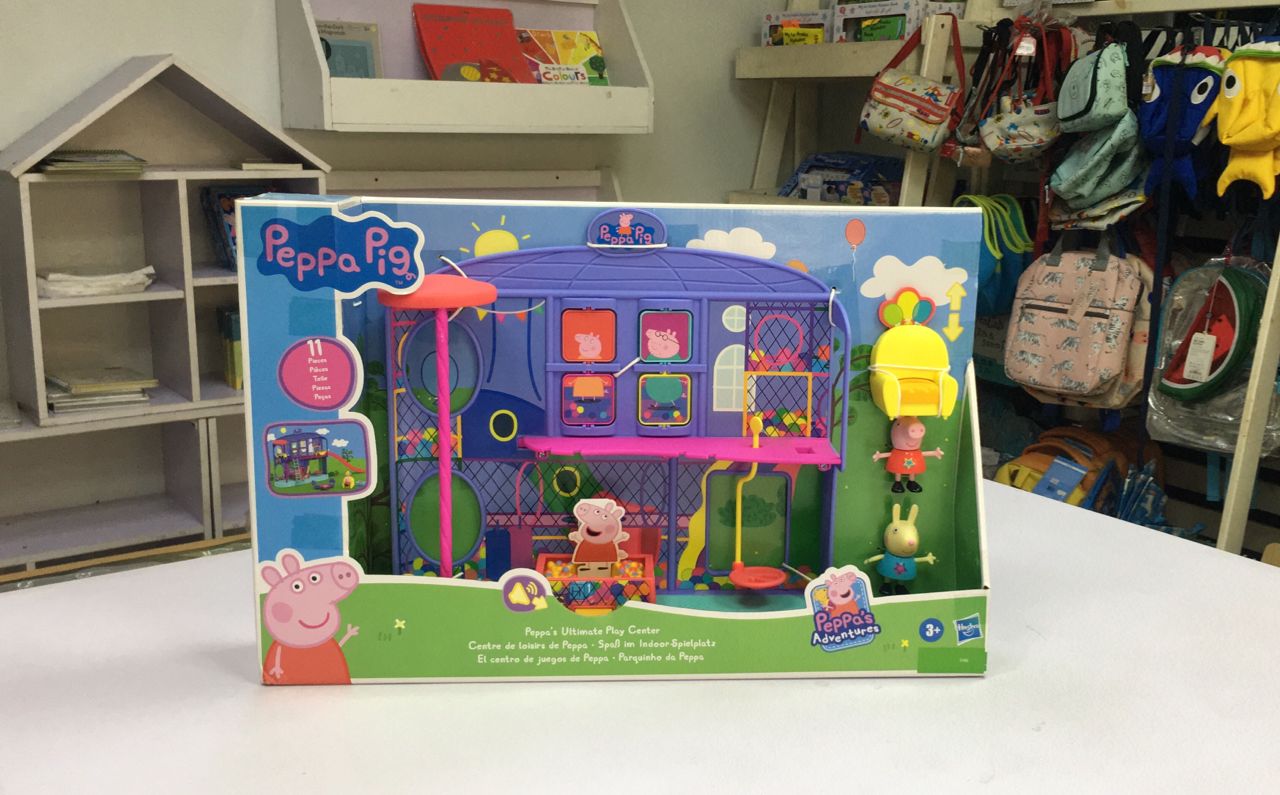 Colours
Peppa Pig
TM
Peppa Pig
11
Pieces
Pièces
Teile
Piezas
Peças
Peppa's Ultimate Play Center
Centre de loisirs de Peppa · Spaß im Indoor-Spielplatz
El centro de juegos de Peppa · Parquinho da Peppa
Peppa's
Adventures
3+
Hasbro